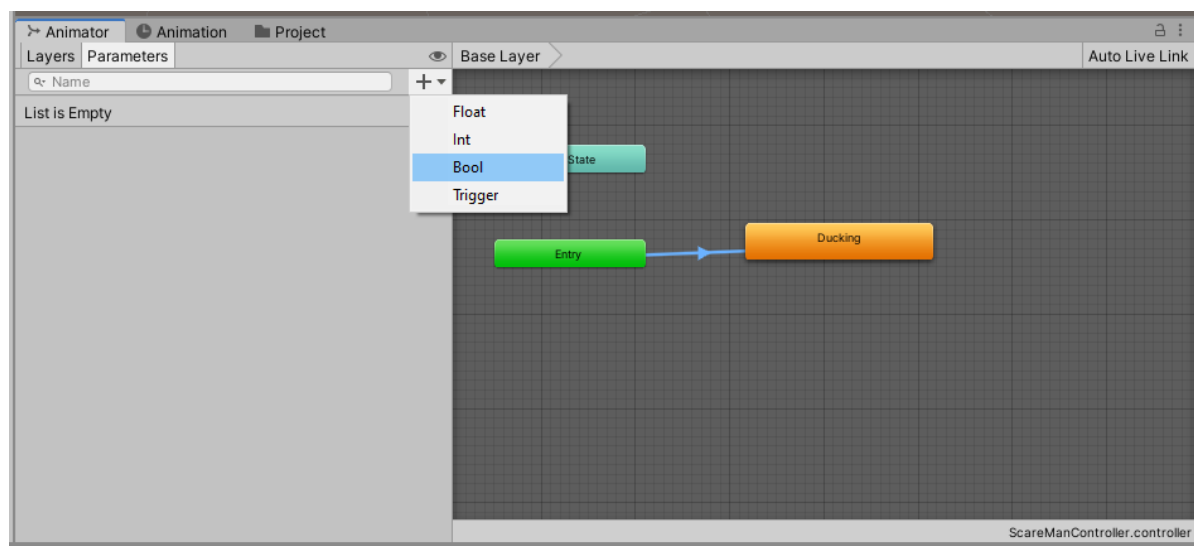 Animator Animation Project
Layers Parameters Base Layer Auto Live Link
Name
List is Empty
Float
Int
Bool
Trigger
State
Ducking
Entry
ScareManController.controller